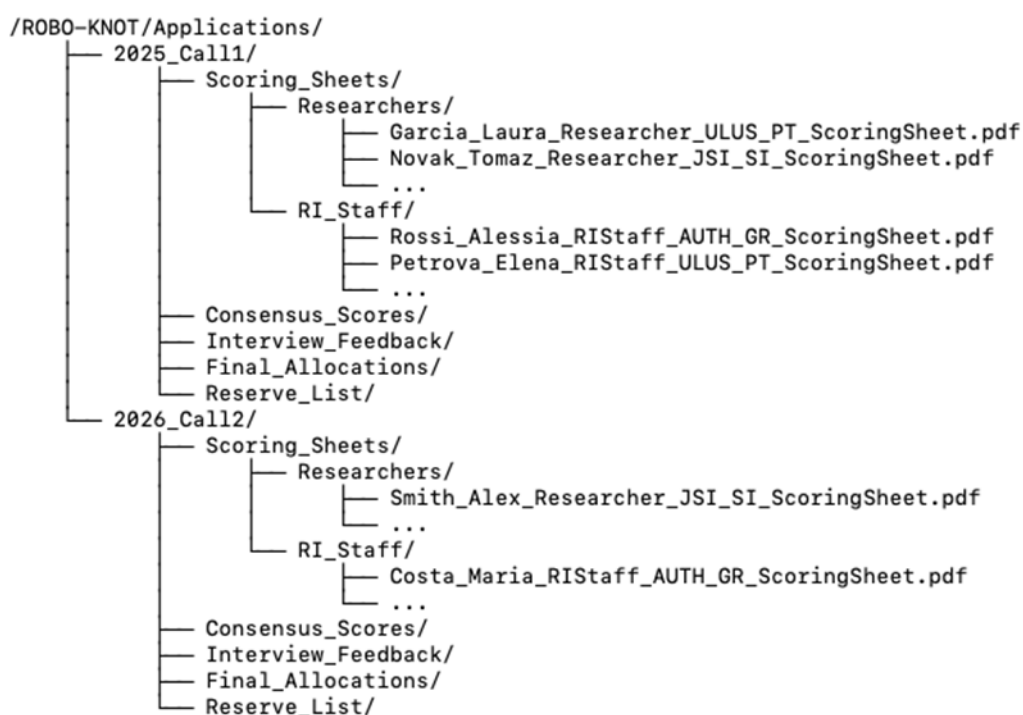 /ROBO-KNOT/Applications/
├── 2025_Call1/
│   ├── Scoring_Sheets/
│   │   ├── Researchers/
│   │   │   ├── Garcia_Laura_Researcher_ULUS_PT_ScoringSheet.pdf
│   │   │   ├── Novak_Tomaz_Researcher_JSI_SI_ScoringSheet.pdf
│   │   │   └── ...
│   │   └── RI_Staff/
│   │       ├── Rossi_Alessia_RIStaff_AUTH_GR_ScoringSheet.pdf
│   │       ├── Petrova_Elena_RIStaff_ULUS_PT_ScoringSheet.pdf
│   │       └── ...
│   ├── Consensus_Scores/
│   ├── Interview_Feedback/
│   ├── Final_Allocations/
│   └── Reserve_List/
└── 2026_Call2/
    ├── Scoring_Sheets/
    │   ├── Researchers/
    │   │   ├── Smith_Alex_Researcher_JSI_SI_ScoringSheet.pdf
    │   │   └── ...
    │   └── RI_Staff/
    │       ├── Costa_Maria_RIStaff_AUTH_GR_ScoringSheet.pdf
    │       └── ...
    ├── Consensus_Scores/
    ├── Interview_Feedback/
    ├── Final_Allocations/
    └── Reserve_List/